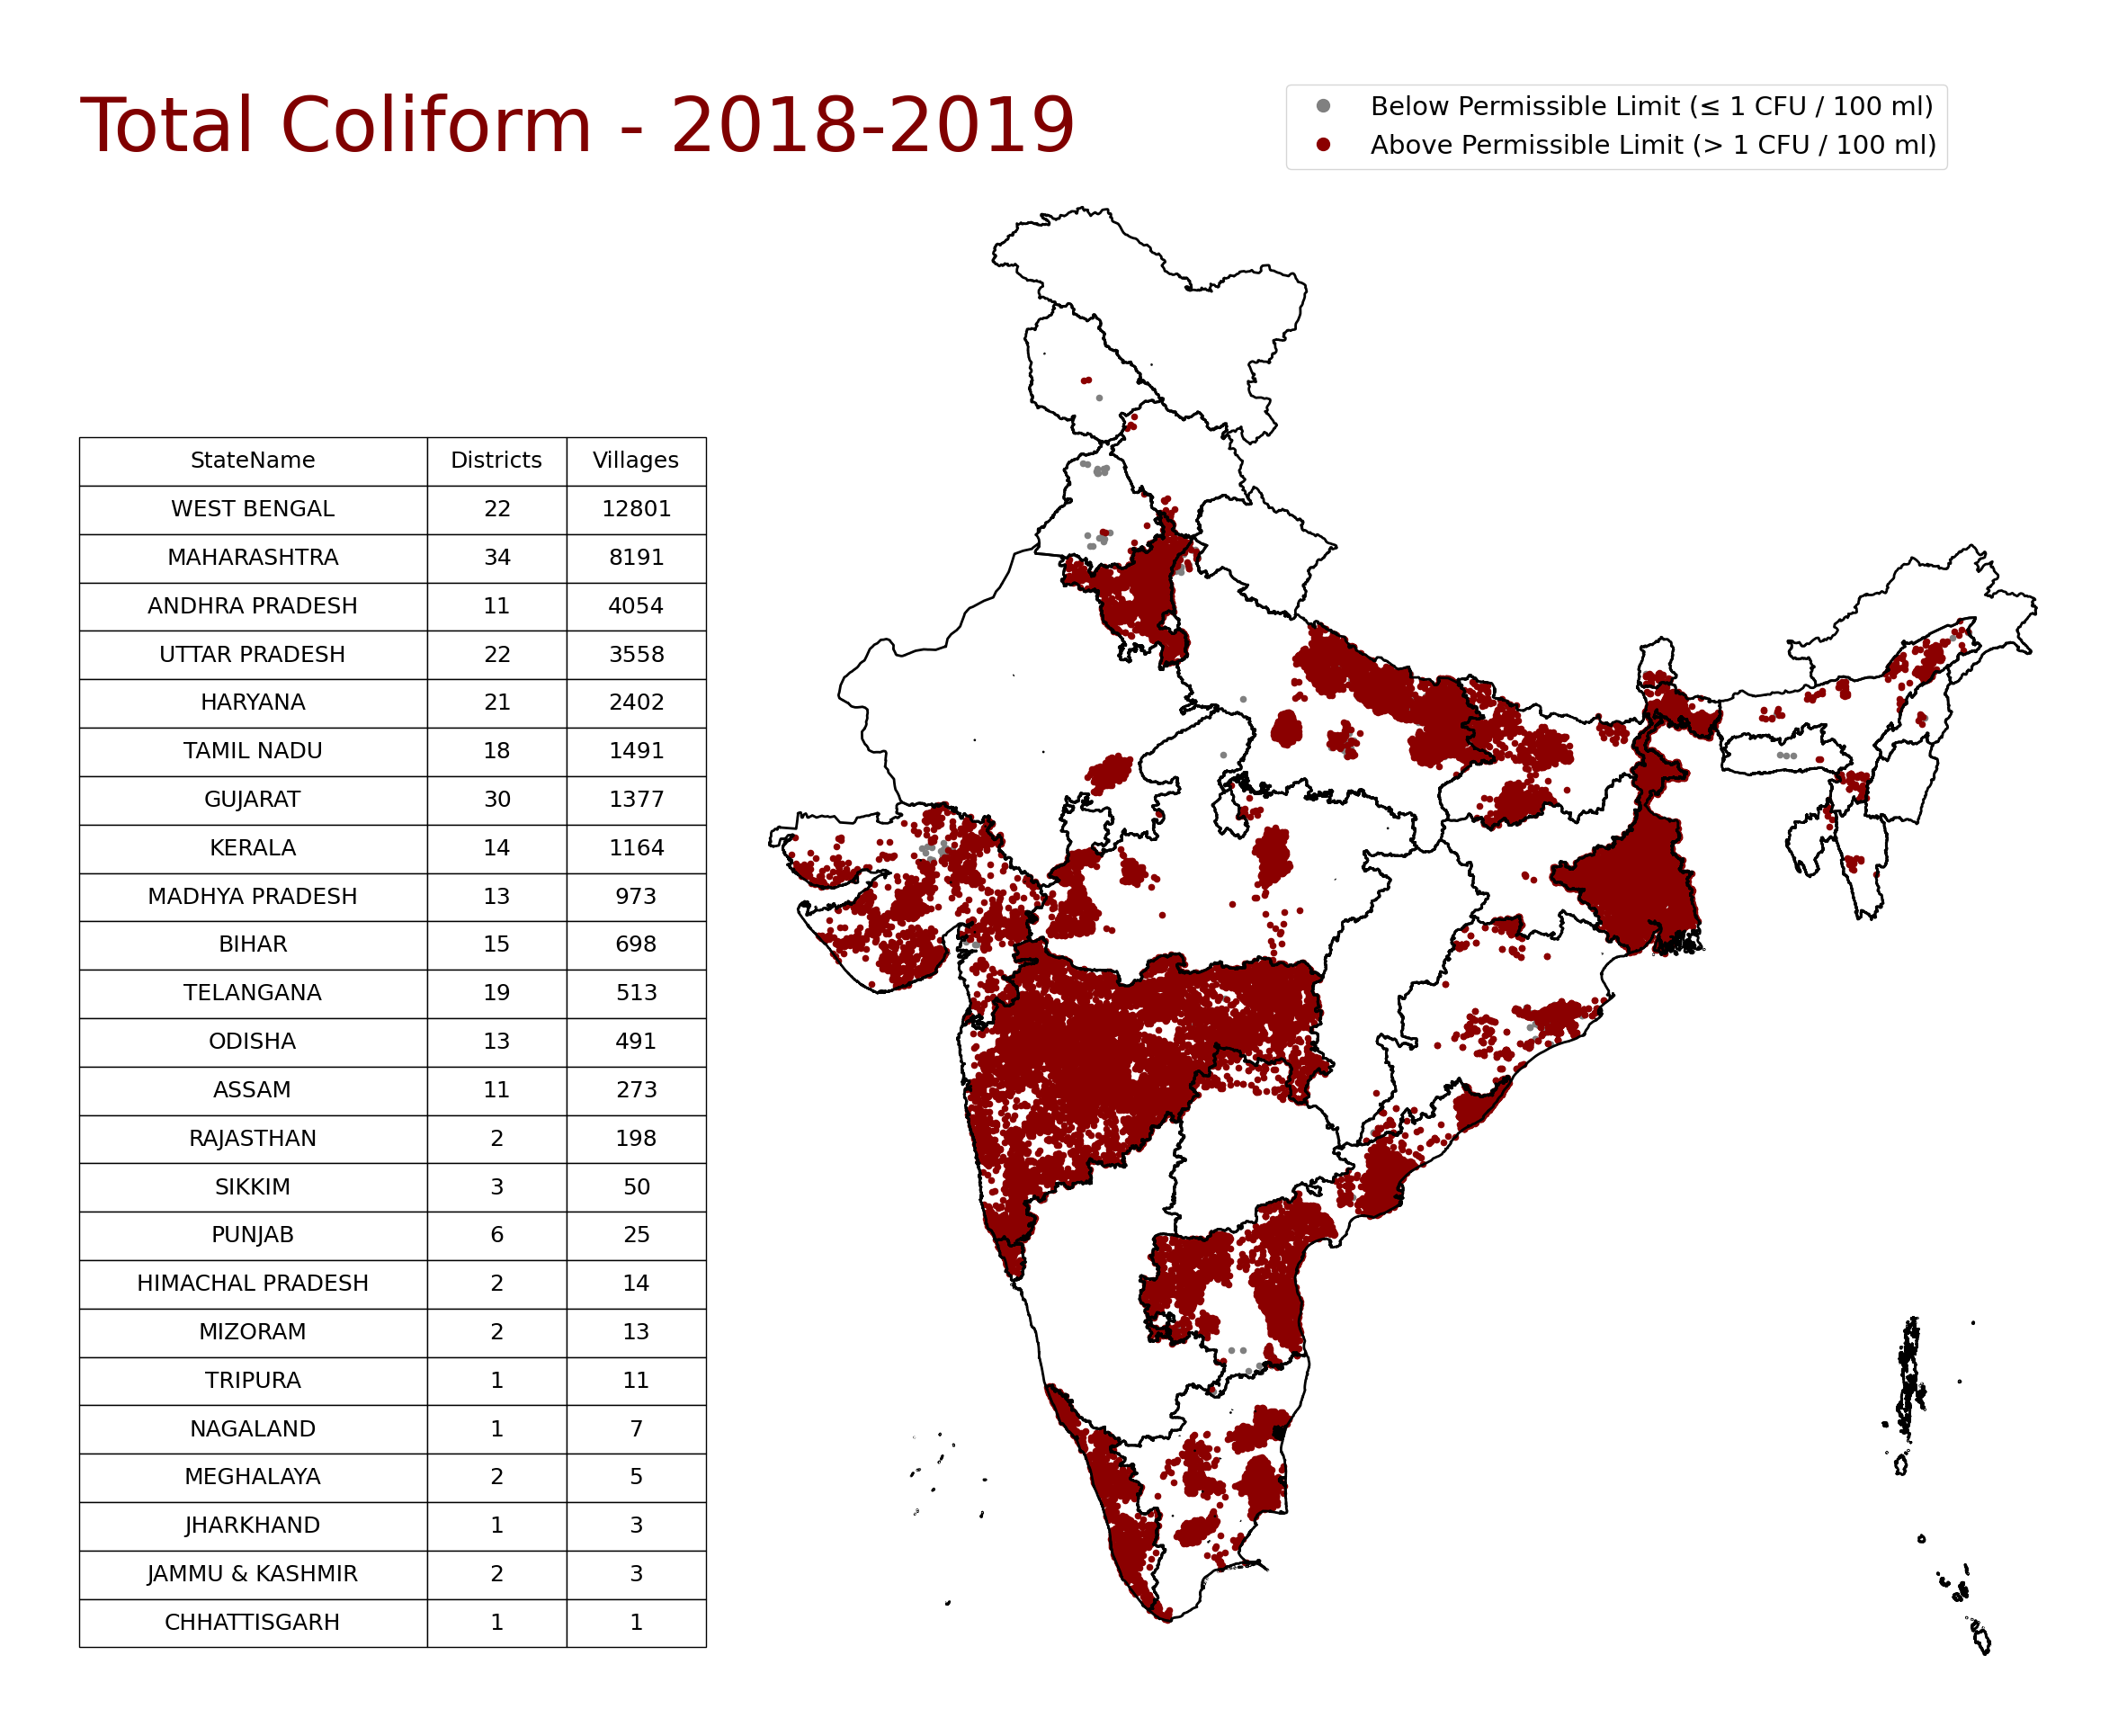 Total Coliform - 2018-2019
Below Permissible Limit (≤ 1 CFU / 100 ml)
Above Permissible Limit (> 1 CFU / 100 ml)
StateName Districts Villages
WEST BENGAL 22 12801
MAHARASHTRA 34 8191
ANDHRA PRADESH 11 4054
UTTAR PRADESH 22 3558
HARYANA 21 2402
TAMIL NADU 18 1491
GUJARAT 30 1377
KERALA 14 1164
MADHYA PRADESH 13 973
BIHAR 15 698
TELANGANA 19 513
ODISHA 13 491
ASSAM 11 273
RAJASTHAN 2 198
SIKKIM 3 50
PUNJAB 6 25
HIMACHAL PRADESH 2 14
MIZORAM 2 13
TRIPURA 1 11
NAGALAND 1 7
MEGHALAYA 2 5
JHARKHAND 1 3
JAMMU & KASHMIR 2 3
CHHATTISGARH 1 1